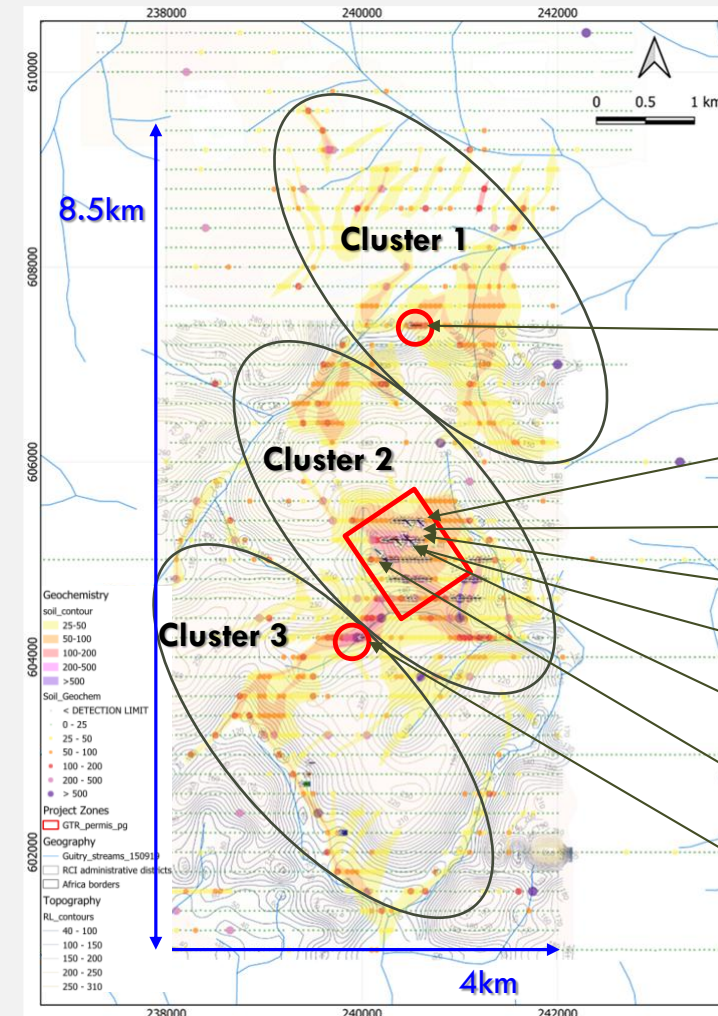 238000 240000 242000
610000
0 0.5 1 km
8.5km
Cluster 1
608000
606000
Cluster 2
Cluster 3
604000
Geochemistry
soil_contour
25-50
50-100
100-200
200-500
>500
Soil_Geochem
< DETECTION LIMIT
0 - 25
25 - 50
50 - 100
100 - 200
200 - 500
> 500
Project Zones
GTR_permis_pg
Geography
Guitry_streams_150919
RCI administrative districts
Africa borders
Topography
RL_contours
40 - 100
100 - 150
150 - 200
200 - 250
250 - 310
602000
4km
238000 240000 242000